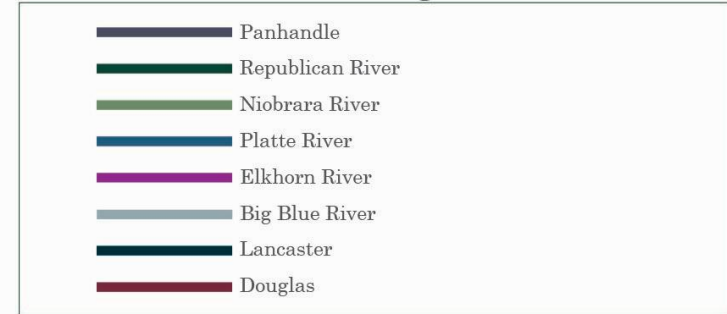 Panhandle
Republican River
Niobrara River
Platte River
Elkhorn River
Big Blue River
Lancaster
Douglas